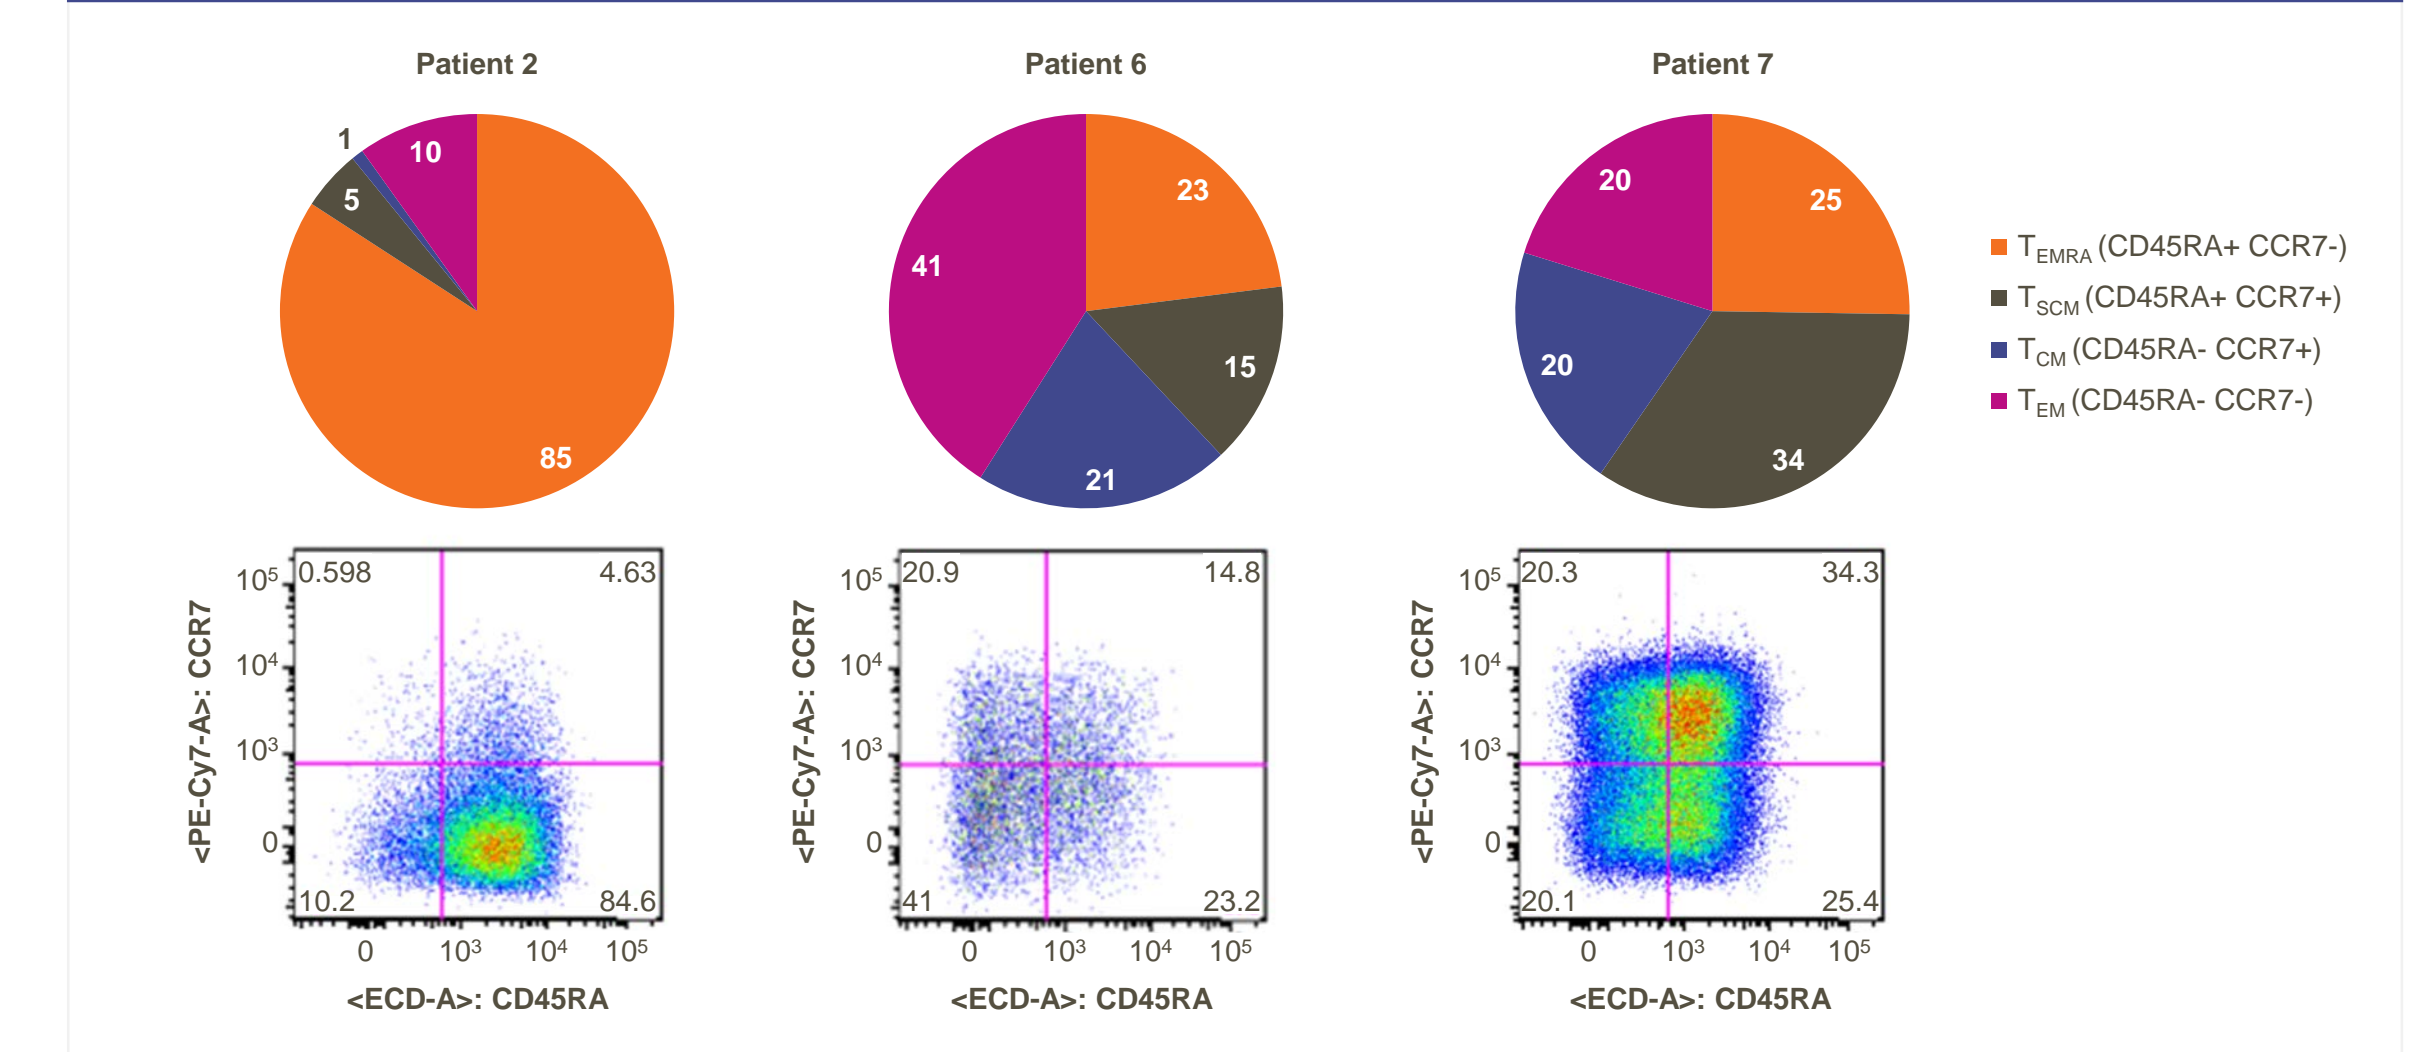 Patient 2
Patient 6
Patient 7
1
10
5
85
23
41
15
21
20
25
20
34
T_EMRA (CD45RA+ CCR7-)
T_SCM (CD45RA+ CCR7+)
T_CM (CD45RA- CCR7+)
T_EM (CD45RA- CCR7-)
<PE-Cy7-A>: CCR7
10⁵
10⁴
10³
0
0.598
4.63
10.2
84.6
0 10³ 10⁴ 10⁵
<ECD-A>: CD45RA
<PE-Cy7-A>: CCR7
10⁵
10⁴
10³
0
20.9
14.8
41
23.2
0 10³ 10⁴ 10⁵
<ECD-A>: CD45RA
<PE-Cy7-A>: CCR7
10⁵
10⁴
10³
0
20.3
34.3
20.1
25.4
0 10³ 10⁴ 10⁵
<ECD-A>: CD45RA